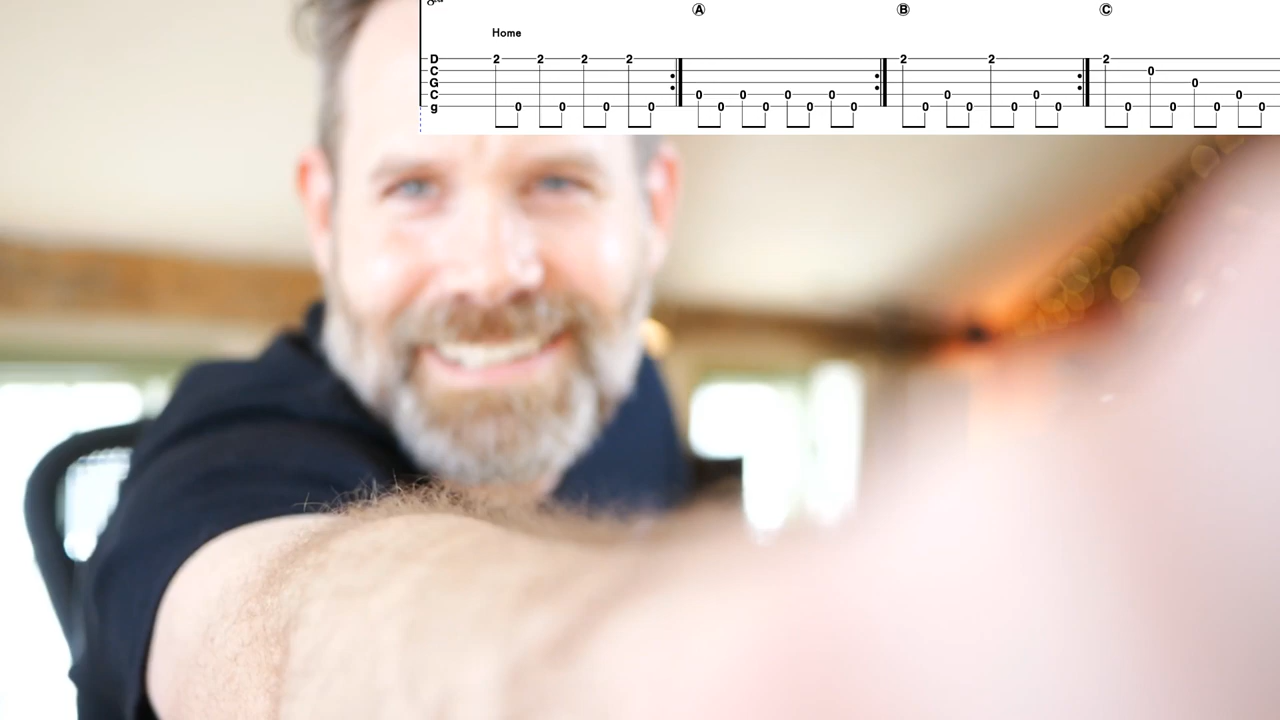 Ⓐ Ⓑ Ⓒ
Home
D 2 2 2 2 2 2 2
C 0
G 0
C 0 0 0 0 0 0 0
g 0 0 0 0 0 0 0 0 0 0 0 0 0 0 0 0